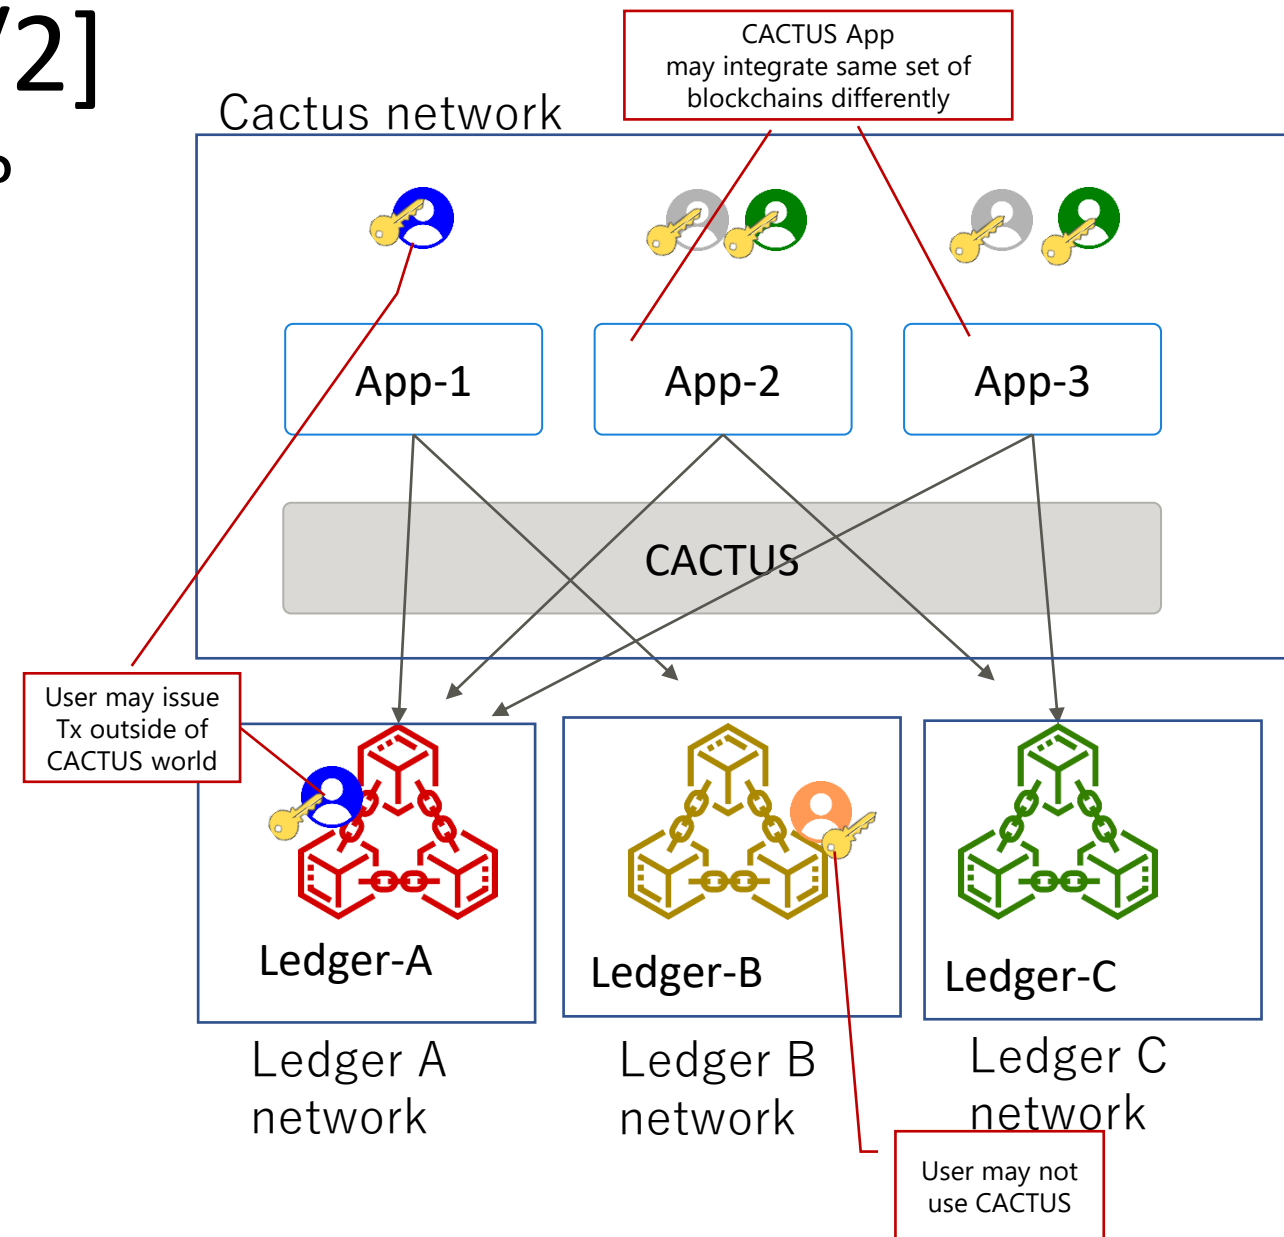 /2]
CACTUS App
may integrate same set of
blockchains differently
Cactus network
App-1
App-2
App-3
CACTUS
User may issue
Tx outside of
CACTUS world
Ledger-A
Ledger-B
Ledger-C
Ledger A
network
Ledger B
network
Ledger C
network
User may not
use CACTUS